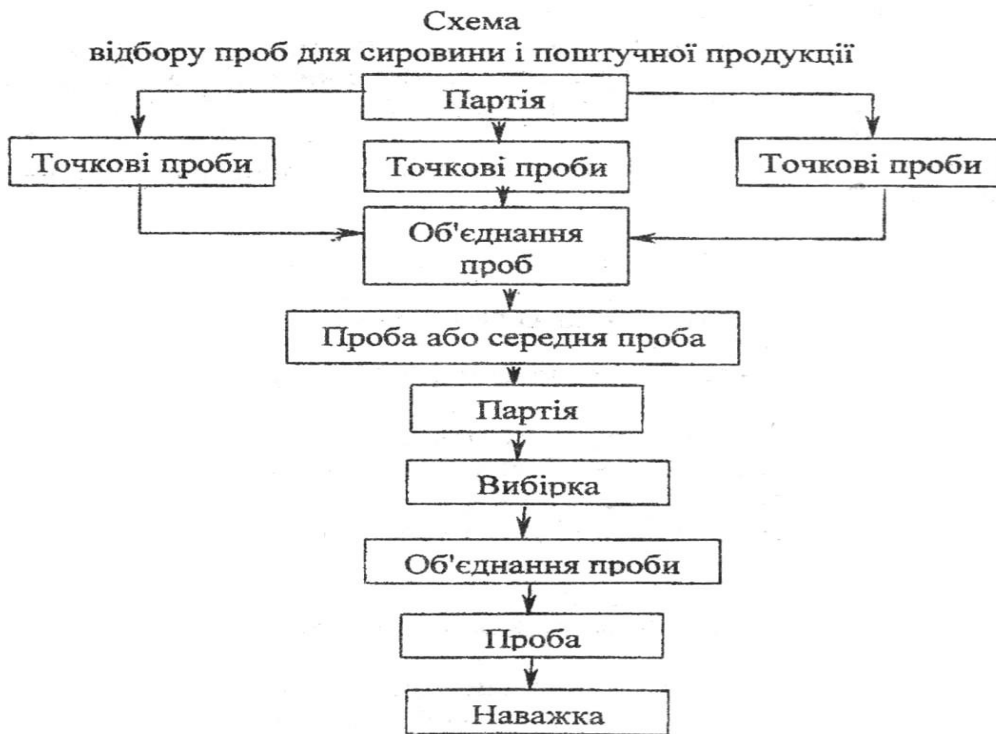 Схема
відбору проб для сировини і поштучної продукції
Партія
Точкові проби
Точкові проби
Точкові проби
Об'єднання
проб
Проба або середня проба
Партія
Вибірка
Об'єднання проби
Проба
Наважка